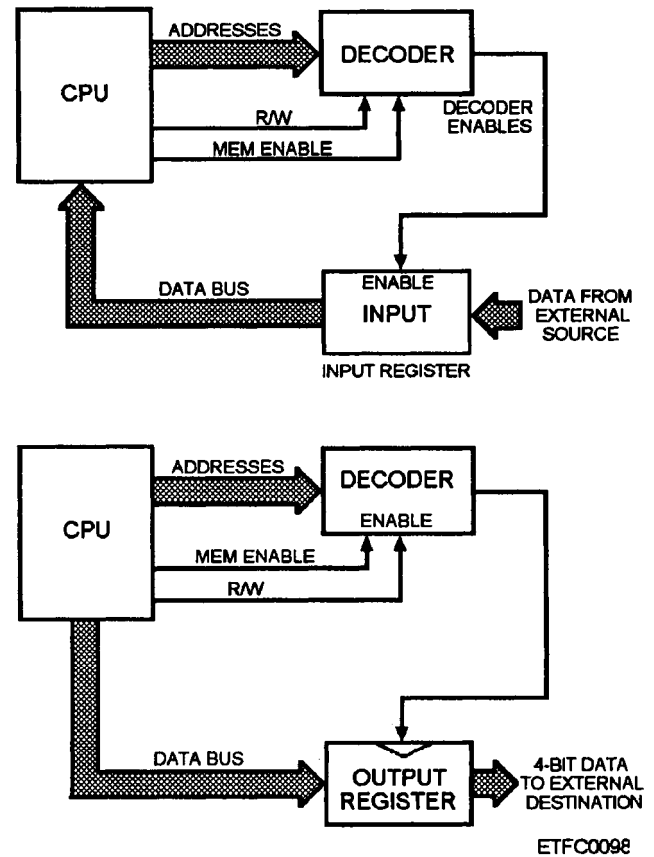 ADDRESSES
DECODER
CPU
R/W
MEM ENABLE
DECODER
ENABLES
DATA BUS
ENABLE
INPUT
DATA FROM
EXTERNAL
SOURCE
INPUT REGISTER
ADDRESSES
DECODER
ENABLE
CPU
MEM ENABLE
R/W
DATA BUS
OUTPUT
REGISTER
4-BIT DATA
TO EXTERNAL
DESTINATION
ETFC0098